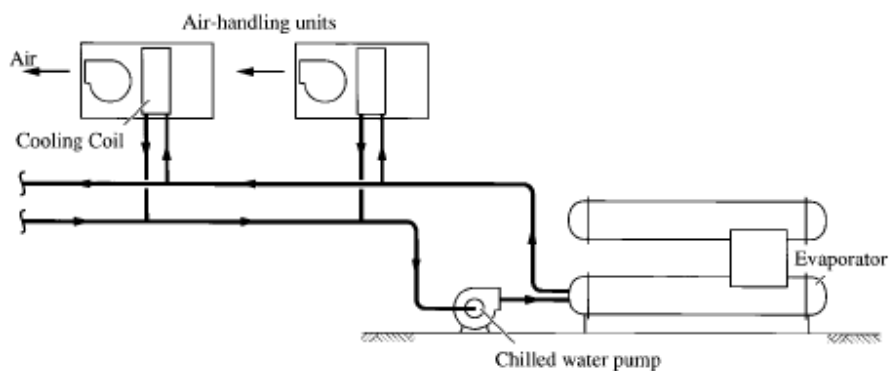 Air-handling units
Air
Cooling Coil
Evaporator
Chilled water pump